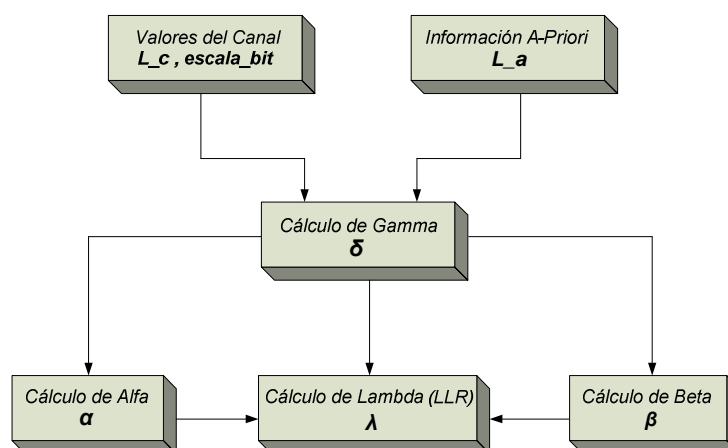 Valores del Canal
L_c , escala_bit
Información A-Priori
L_a
Cálculo de Gamma
δ
Cálculo de Alfa
α
Cálculo de Lambda (LLR)
λ
Cálculo de Beta
β